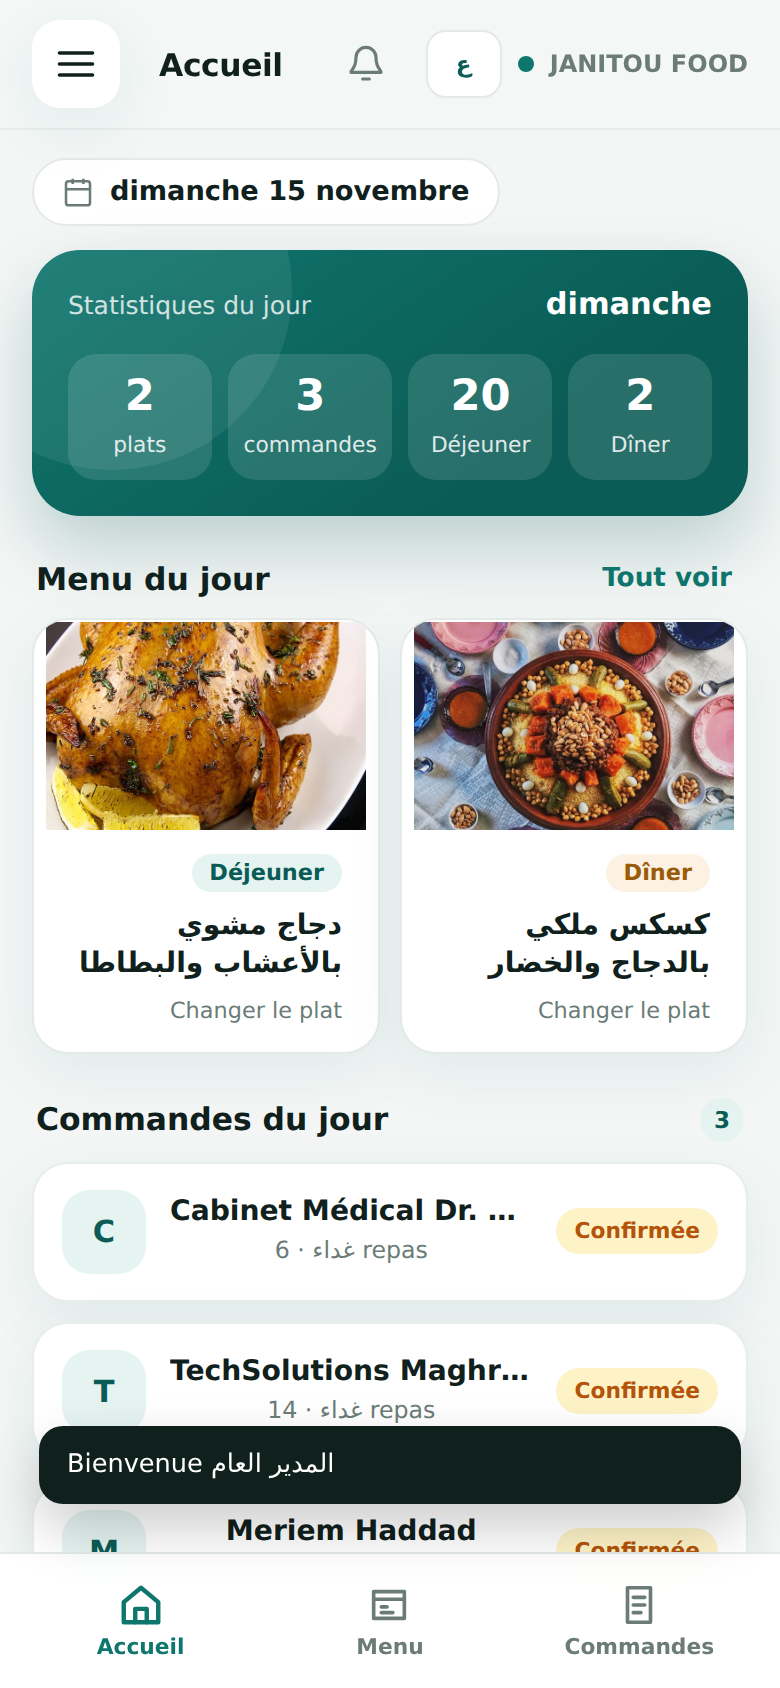 Accueil
ع
JANITOU FOOD
dimanche 15 novembre
Statistiques du jour
dimanche
2
plats
3
commandes
20
Déjeuner
2
Dîner
Menu du jour
Tout voir
Déjeuner
دجاج مشوي
بالأعشاب والبطاطا
Changer le plat
Dîner
كسكس ملكي
بالدجاج والخضار
Changer le plat
Commandes du jour
3
C
Cabinet Médical Dr. ...
6 · غداء repas
Confirmée
T
TechSolutions Maghr...
14 · غداء repas
Confirmée
Bienvenue المدير العام
M
Meriem Haddad
Confirmée
Accueil
Menu
Commandes